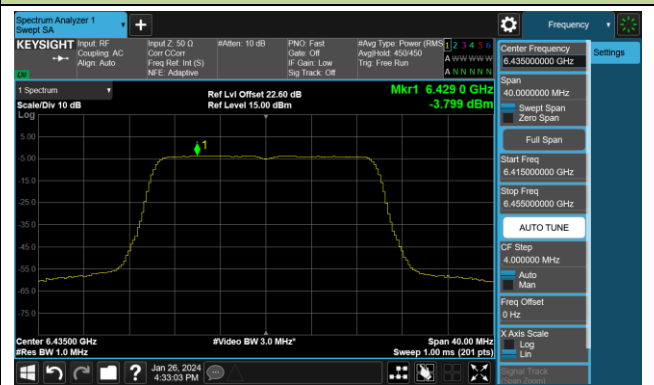 Spectrum Analyzer 1
Swept SA
Frequency
KEYSIGHT
Input: RF
Coupling: AC
Align: Auto
Input Z: 50 Ω
Corr CCorr
Freq Ref: Int (S)
NFE: Adaptive
#Atten: 10 dB
PNO: Fast
Gate: Off
IF Gain: Low
Sig Track: Off
#Avg Type: Power (RMS
Avg|Hold: 450/450
Trig: Free Run
1 2 3 4 5 6
A W W W W W
A N N N N N
LXI
1 Spectrum
Scale/Div 10 dB
Log
Ref Lvl Offset 22.60 dB
Ref Level 15.00 dBm
Mkr1 6.429 0 GHz
-3.799 dBm
1
5.00
-5.00
-15.0
-25.0
-35.0
-45.0
-55.0
-65.0
-75.0
Center 6.43500 GHz
#Res BW 1.0 MHz
#Video BW 3.0 MHz*
Span 40.00 MHz
Sweep 1.00 ms (201 pts)
Jan 26, 2024
4:33:03 PM
Center Frequency
6.435000000 GHz
Settings
Span
40.0000000 MHz
Swept Span
Zero Span
Full Span
Start Freq
6.415000000 GHz
Stop Freq
6.455000000 GHz
AUTO TUNE
CF Step
4.000000 MHz
Auto
Man
Freq Offset
0 Hz
X Axis Scale
Log
Lin
Signal Track
(Span Zoom)